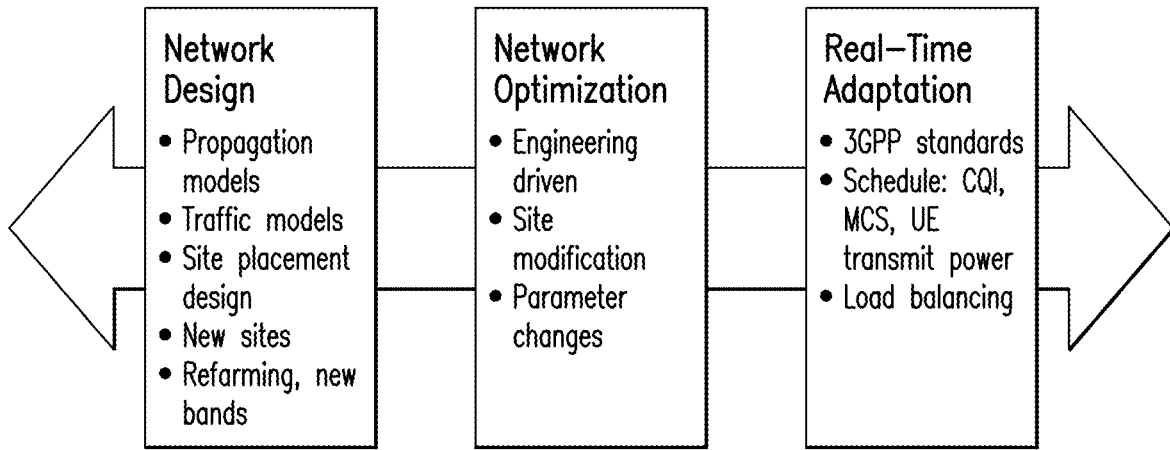 Network
Design
• Propagation
models
• Traffic models
• Site placement
design
• New sites
• Refarming, new
bands
Network
Optimization
• Engineering
driven
• Site
modification
• Parameter
changes
Real-Time
Adaptation
• 3GPP standards
• Schedule: CQI,
MCS, UE
transmit power
• Load balancing